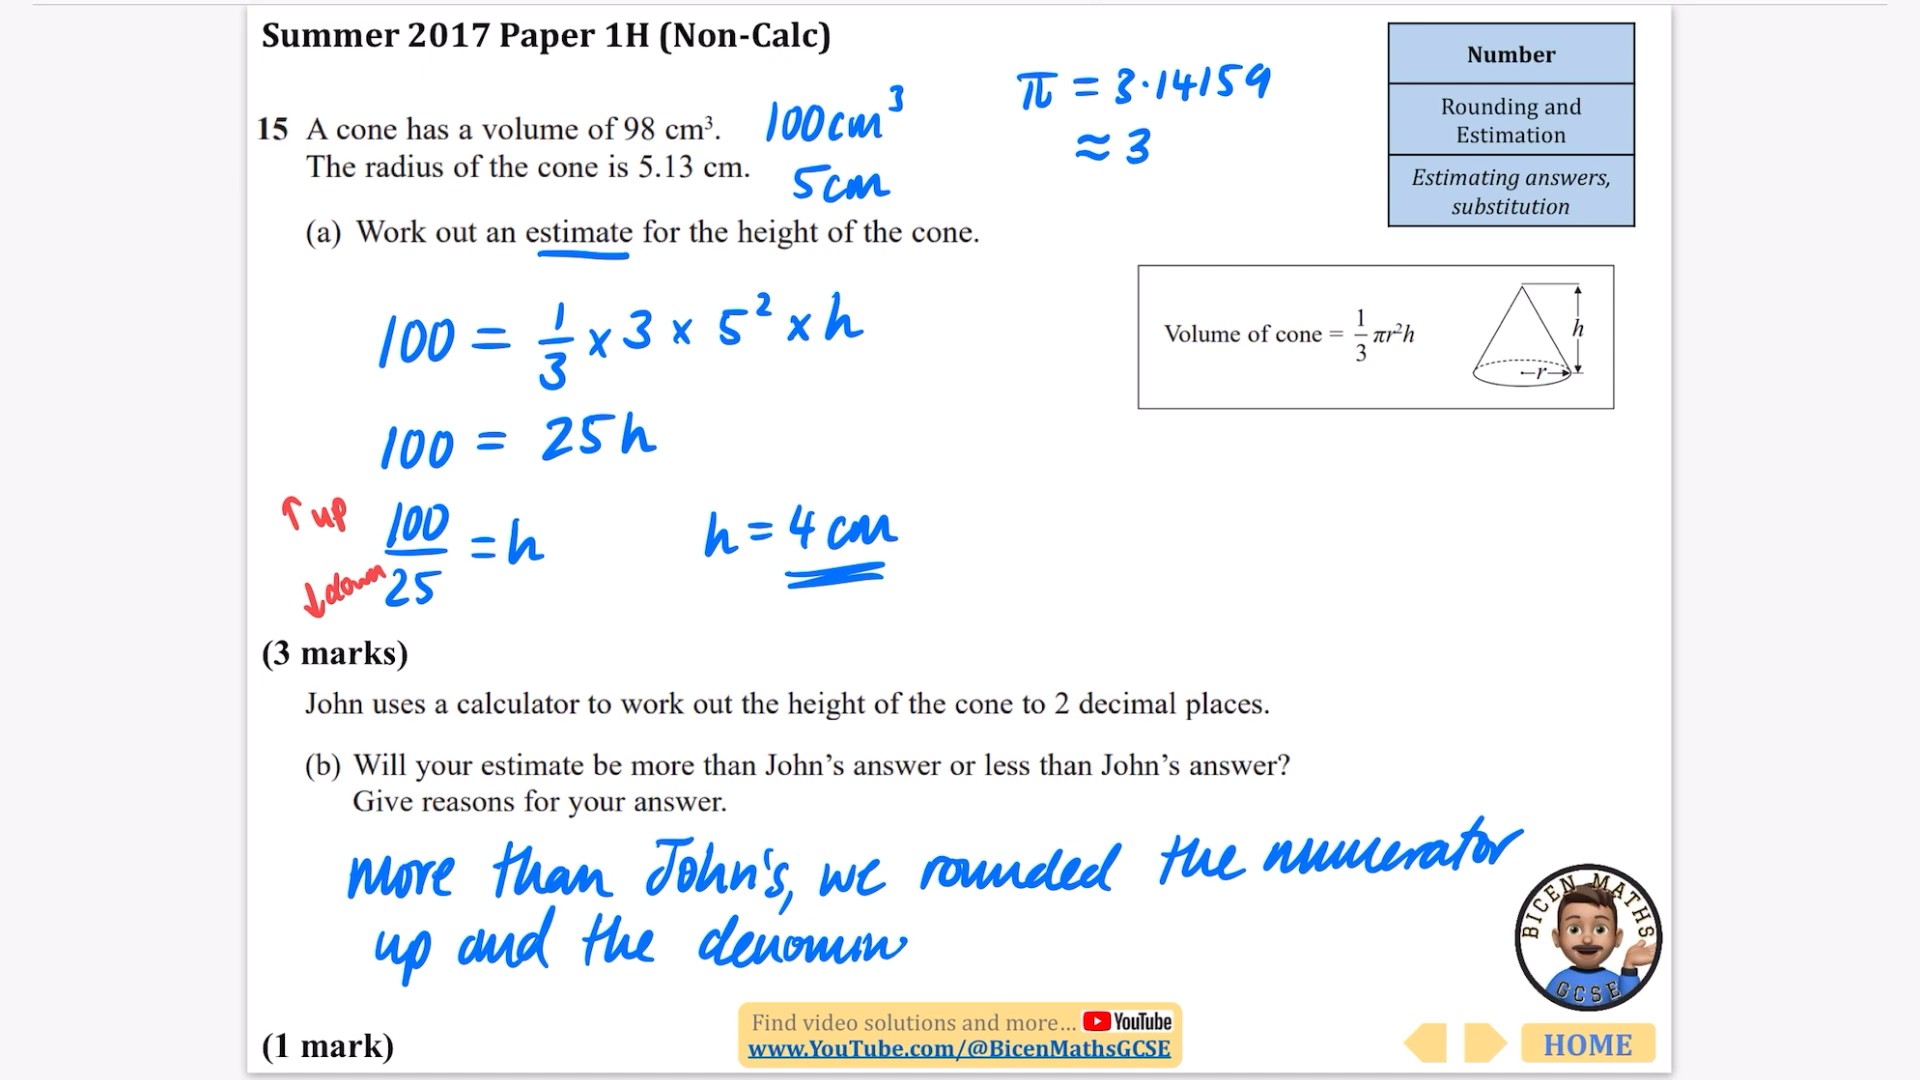 Summer 2017 Paper 1H (Non-Calc)
Number
Rounding and
Estimation
Estimating answers,
substitution
π = 3·14159
≈ 3
15 A cone has a volume of 98 cm³. 100cm³
The radius of the cone is 5.13 cm. 5cm
(a) Work out an estimate for the height of the cone.
Volume of cone = 1/3 πr²h
h
r
100 = 1/3 × 3 × 5² × h
100 = 25h
↑ up
↓ down
100/25 = h
h = 4 cm
(3 marks)
John uses a calculator to work out the height of the cone to 2 decimal places.
(b) Will your estimate be more than John’s answer or less than John’s answer?
Give reasons for your answer.
more than John's, we rounded the numerator
up and the denomin
BICEN MATHS
GCSE
(1 mark)
Find video solutions and more... YouTube
www.YouTube.com/@BicenMathsGCSE
HOME